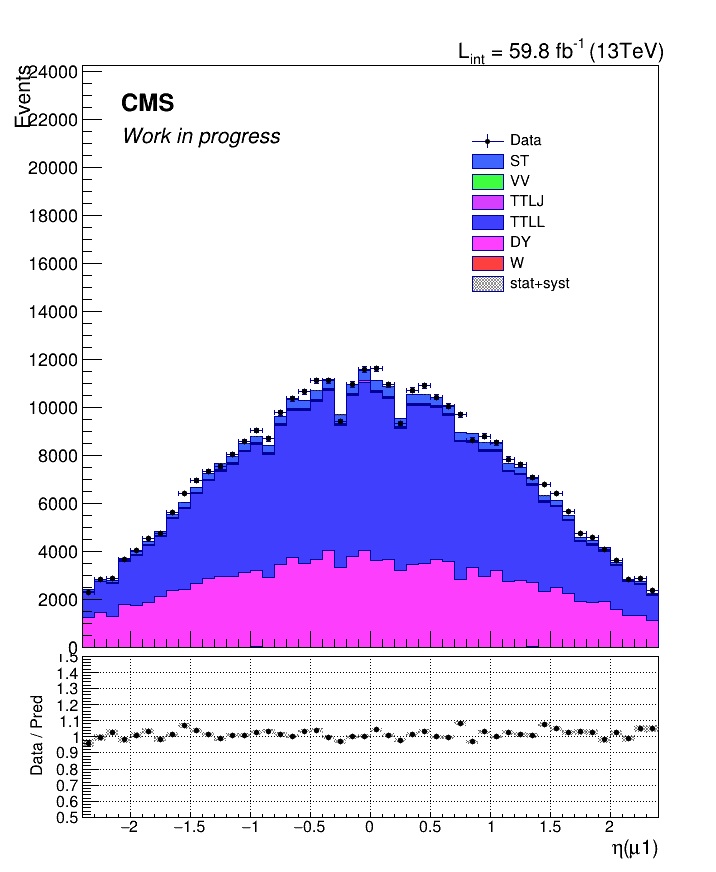 L_int = 59.8 fb^-1 (13TeV)
Events
24000
22000
20000
18000
16000
14000
12000
10000
8000
6000
4000
2000
0
CMS
Work in progress
Data
ST
VV
TTLJ
TTLL
DY
W
stat+syst
Data / Pred
1.5
1.4
1.3
1.2
1.1
1
0.9
0.8
0.7
0.6
0.5
−2 −1.5 −1 −0.5 0 0.5 1 1.5 2
η(μ1)